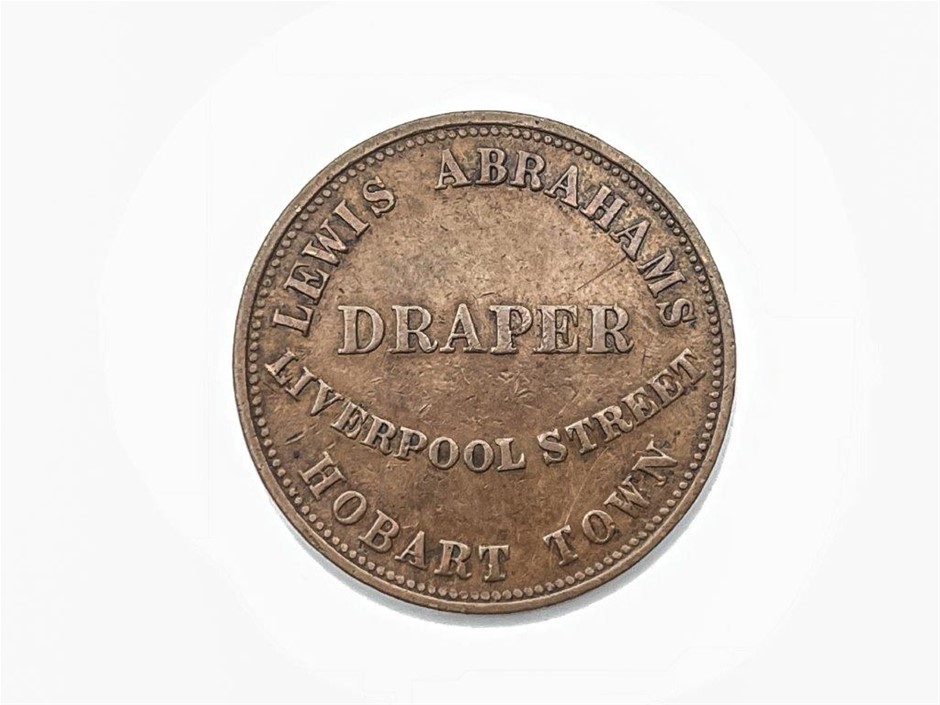 LEWIS ABRAHAMS
DRAPER
LIVERPOOL STREET
HOBART TOWN